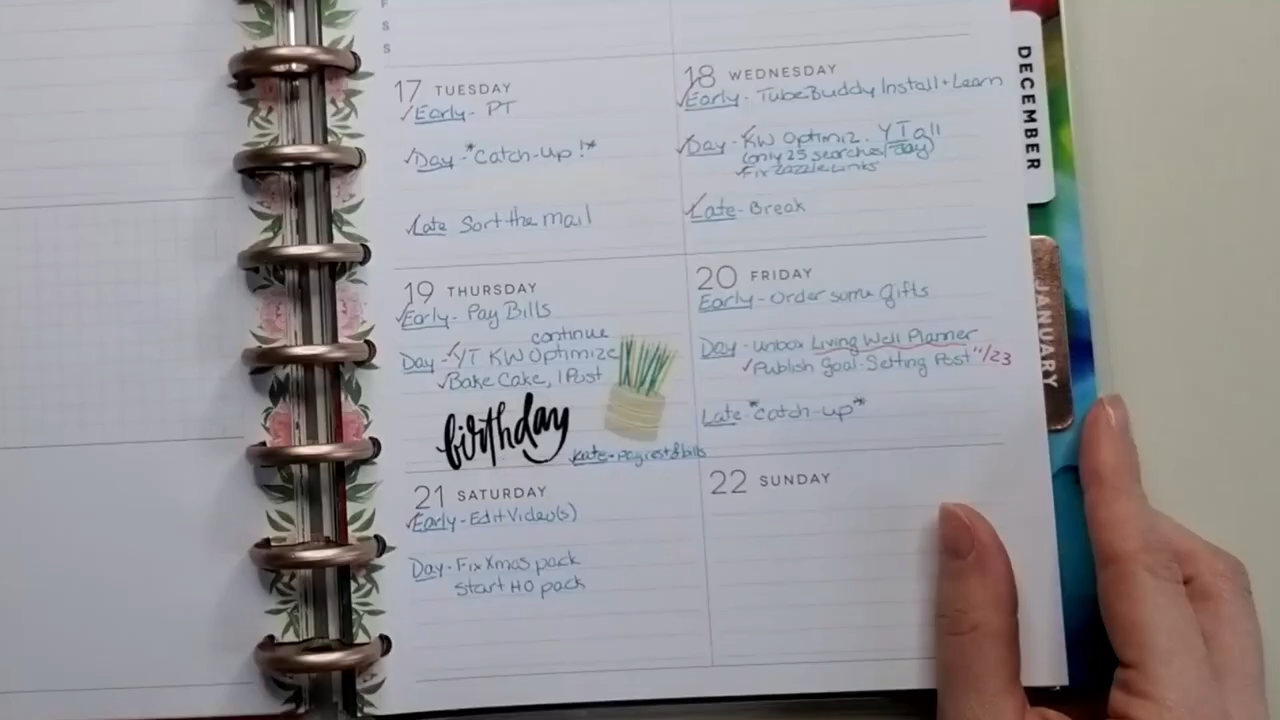 F
S
S
17 TUESDAY
Early - PT
Day - *Catch-up!*
Late Sort the mail
18 WEDNESDAY
Early - TubeBuddy Install + Learn
Day - KW Optimiz. YT all
(only 25 searches/day)
Fix Zazzle Links
Late - Break
19 THURSDAY
Early - Pay Bills
continue
Day - YT KW Optimize
Bake Cake, 1 Post
birthday
Late - pay rest of bills
20 FRIDAY
Early - Order some gifts
Day - unbox Living Well Planner
Publish Goal-Setting Post 11/23
Late *catch-up*
21 SATURDAY
Early - Edit Video(s)
Day - Fix Xmas pack
Start HO pack
22 SUNDAY
DECEMBER
JANUARY